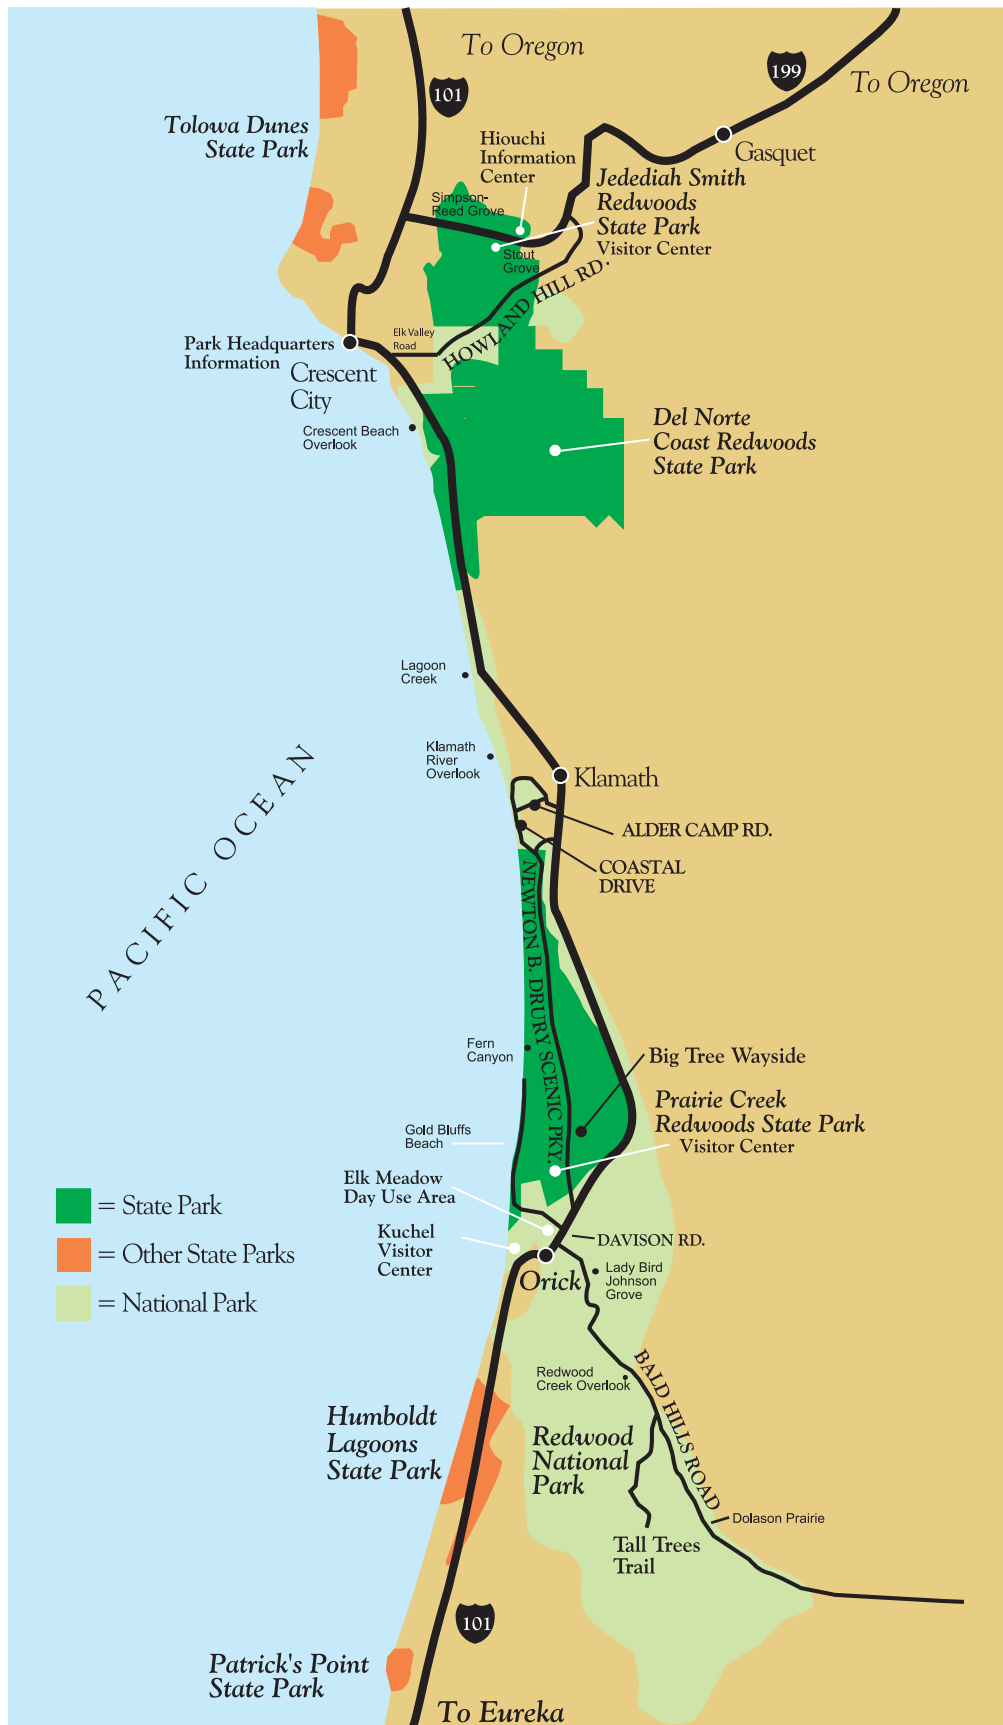 To Oregon
199
To Oregon
101
Tolowa Dunes
State Park
Hiouchi
Information
Center
Gasquet
Jedediah Smith
Redwoods
State Park
Visitor Center
Simpson-
Reed Grove
Stout
Grove
HOWLAND HILL RD.
Elk Valley
Road
Park Headquarters
Information
Crescent
City
Crescent Beach
Overlook
Del Norte
Coast Redwoods
State Park
Lagoon
Creek
Klamath
River
Overlook
Klamath
PACIFIC OCEAN
ALDER CAMP RD.
COASTAL
DRIVE
NEWTON B. DRURY SCENIC PKY.
Fern
Canyon
Big Tree Wayside
Prairie Creek
Redwoods State Park
Visitor Center
Gold Bluffs
Beach
Elk Meadow
Day Use Area
Kuchel
Visitor
Center
= State Park
= Other State Parks
= National Park
DAVISON RD.
Orick
Lady Bird
Johnson
Grove
Redwood
Creek Overlook
BALD HILLS ROAD
Humboldt
Lagoons
State Park
Redwood
National
Park
Dolason Prairie
Tall Trees
Trail
101
Patrick's Point
State Park
To Eureka